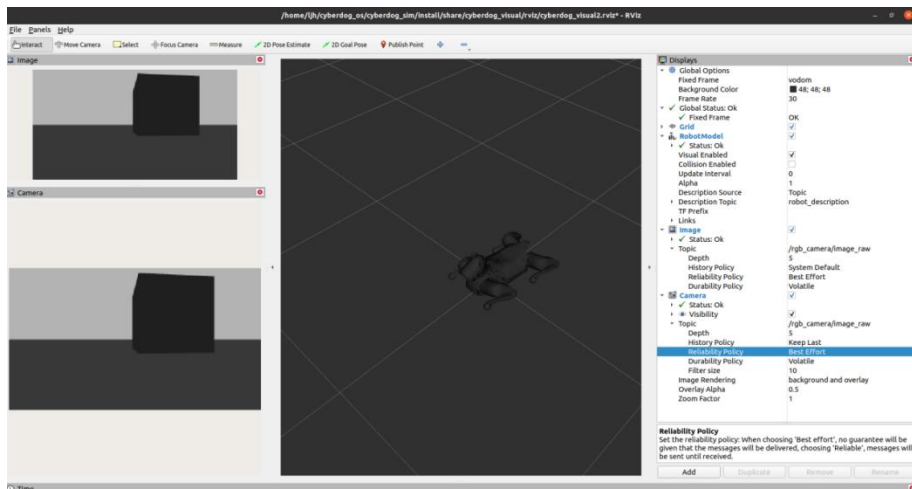 /home/ljh/cyberdog_os/cyberdog_sim/install/share/cyberdog_visual/rviz/cyberdog_visual2.rviz* - RViz
File Panels Help
Interact Move Camera Select Focus Camera Measure 2D Pose Estimate 2D Goal Pose Publish Point
Image
Camera
Displays
Global Options
Fixed Frame vodom
Background Color 48; 48; 48
Frame Rate 30
Global Status: Ok
Fixed Frame OK
Grid
RobotModel
Status: Ok
Visual Enabled
Collision Enabled
Update Interval 0
Alpha 1
Description Source Topic
Description Topic robot_description
TF Prefix
Links
Image
Status: Ok
Topic /rgb_camera/image_raw
Depth 5
History Policy System Default
Reliability Policy Best Effort
Durability Policy Volatile
Camera
Status: Ok
Visibility
Topic /rgb_camera/image_raw
Depth 5
History Policy Keep Last
Reliability Policy Best Effort
Durability Policy Volatile
Filter size 10
Image Rendering background and overlay
Overlay Alpha 0.5
Zoom Factor 1
Reliability Policy
Set the reliability policy: When choosing 'Best effort', no guarantee will be
given that the messages will be delivered, choosing 'Reliable', messages will
be sent until received.
Add Duplicate Remove Rename
Time